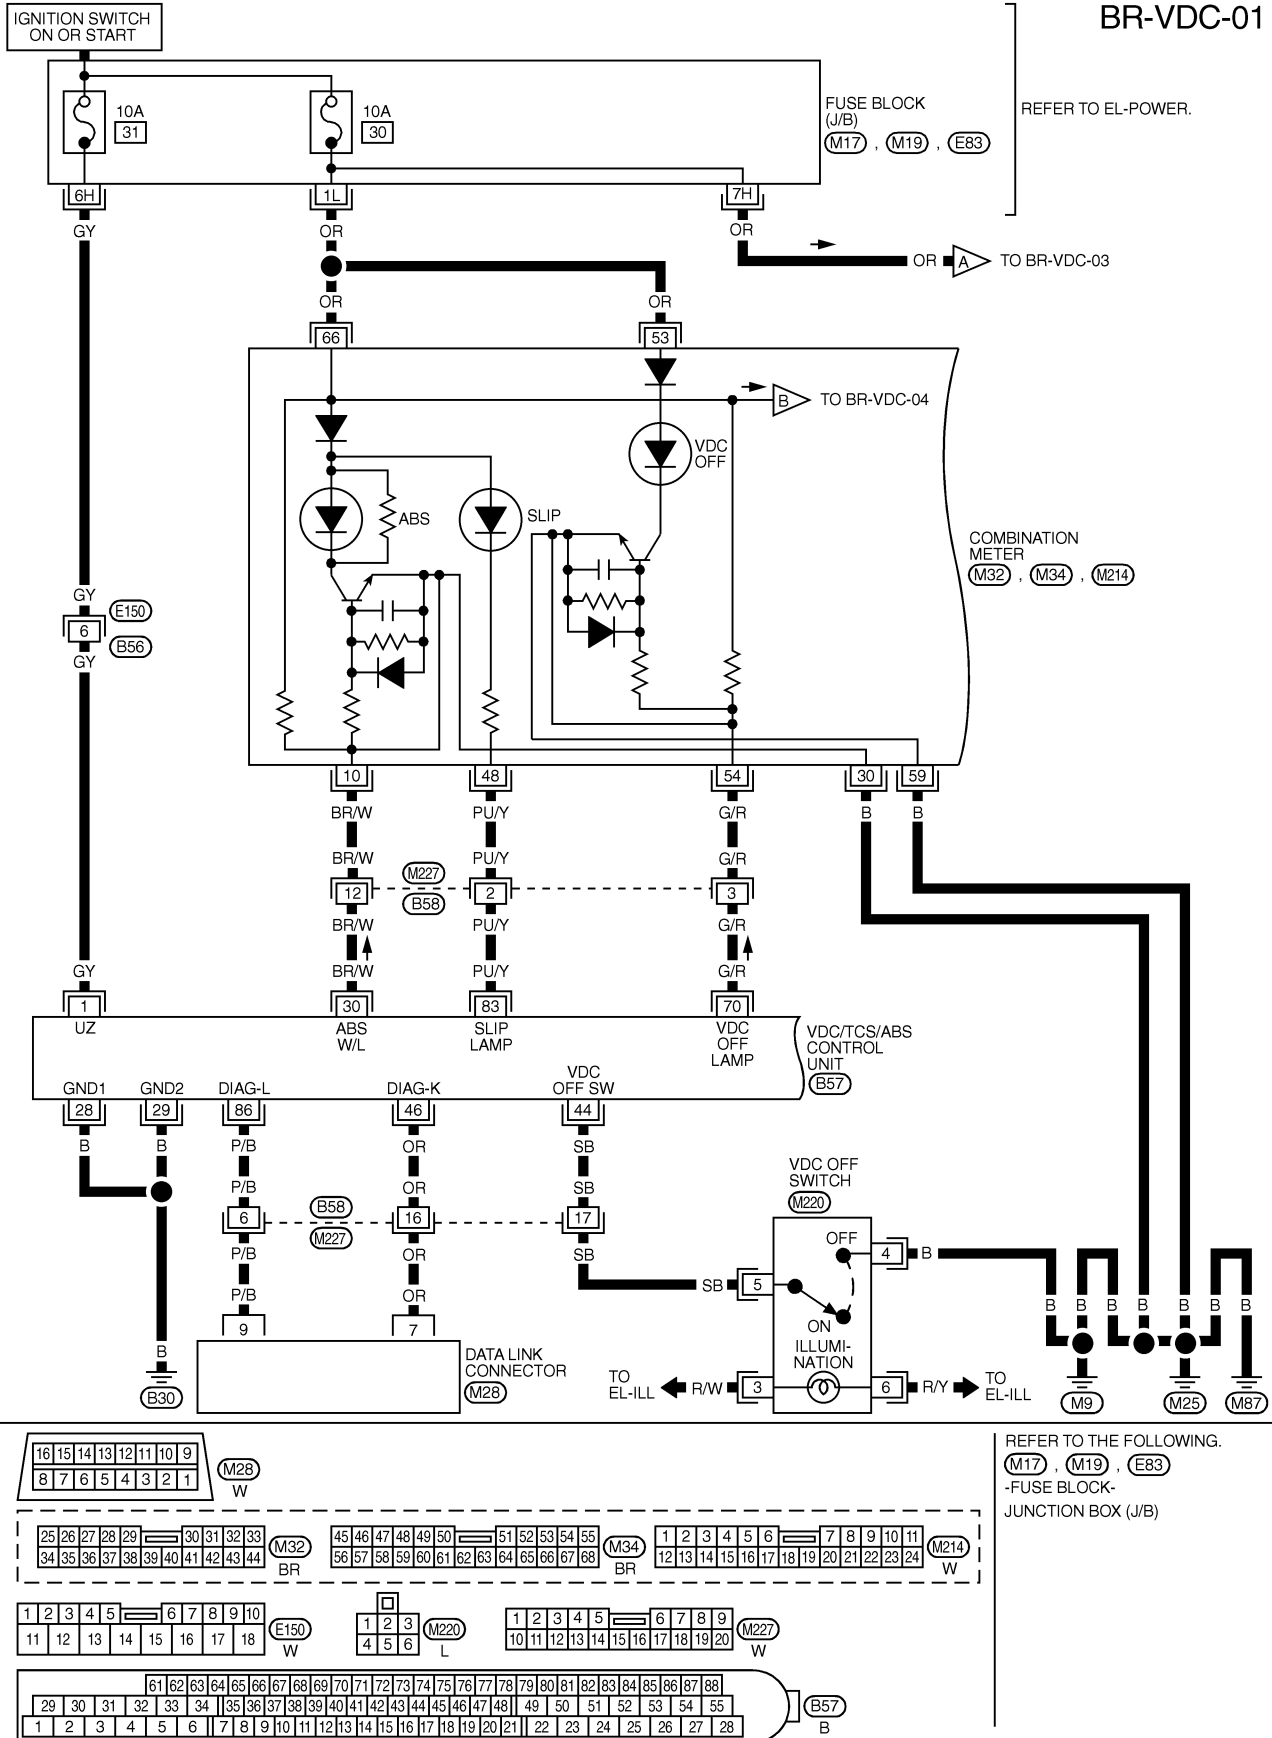 IGNITION SWITCH
ON OR START
BR-VDC-01
10A
31
10A
30
FUSE BLOCK
(J/B)
M17 , M19 , E83
REFER TO EL-POWER.
6H
1L
7H
GY
OR
OR
OR
A
TO BR-VDC-03
OR
OR
66
53
B
TO BR-VDC-04
VDC
OFF
ABS
SLIP
COMBINATION
METER
M32 , M34 , M214
GY
E150
6
B56
GY
10
48
54
30
59
BR/W
PU/Y
G/R
B
B
BR/W
PU/Y
G/R
M227
12
2
3
B58
BR/W
PU/Y
G/R
GY
BR/W
PU/Y
G/R
1
30
83
70
UZ
ABS
W/L
SLIP
LAMP
VDC
OFF
LAMP
VDC/TCS/ABS
CONTROL
UNIT
B57
GND1
GND2
DIAG-L
DIAG-K
VDC
OFF SW
28
29
86
46
44
B
B
P/B
OR
SB
P/B
OR
SB
B58
6
16
17
M227
P/B
OR
SB
P/B
OR
9
7
VDC OFF
SWITCH
M220
OFF
4
B
SB
5
ON
ILLUMI-
NATION
B
B
B
B
B
B
B
B
B30
DATA LINK
CONNECTOR
M28
TO
EL-ILL
R/W
3
6
R/Y
TO
EL-ILL
M9
M25
M87
16 15 14 13 12 11 10 9
8 7 6 5 4 3 2 1
M28
W
25 26 27 28 29 30 31 32 33
34 35 36 37 38 39 40 41 42 43 44
M32
BR
45 46 47 48 49 50 51 52 53 54 55
56 57 58 59 60 61 62 63 64 65 66 67 68
M34
BR
1 2 3 4 5 6 7 8 9 10 11
12 13 14 15 16 17 18 19 20 21 22 23 24
M214
W
1 2 3 4 5 6 7 8 9 10
11 12 13 14 15 16 17 18
E150
W
1 2 3
4 5 6
M220
L
1 2 3 4 5 6 7 8 9
10 11 12 13 14 15 16 17 18 19 20
M227
W
61 62 63 64 65 66 67 68 69 70 71 72 73 74 75 76 77 78 79 80 81 82 83 84 85 86 87 88
29 30 31 32 33 34 35 36 37 38 39 40 41 42 43 44 45 46 47 48 49 50 51 52 53 54 55
1 2 3 4 5 6 7 8 9 10 11 12 13 14 15 16 17 18 19 20 21 22 23 24 25 26 27 28
B57
B
REFER TO THE FOLLOWING.
M17 , M19 , E83
-FUSE BLOCK-
JUNCTION BOX (J/B)